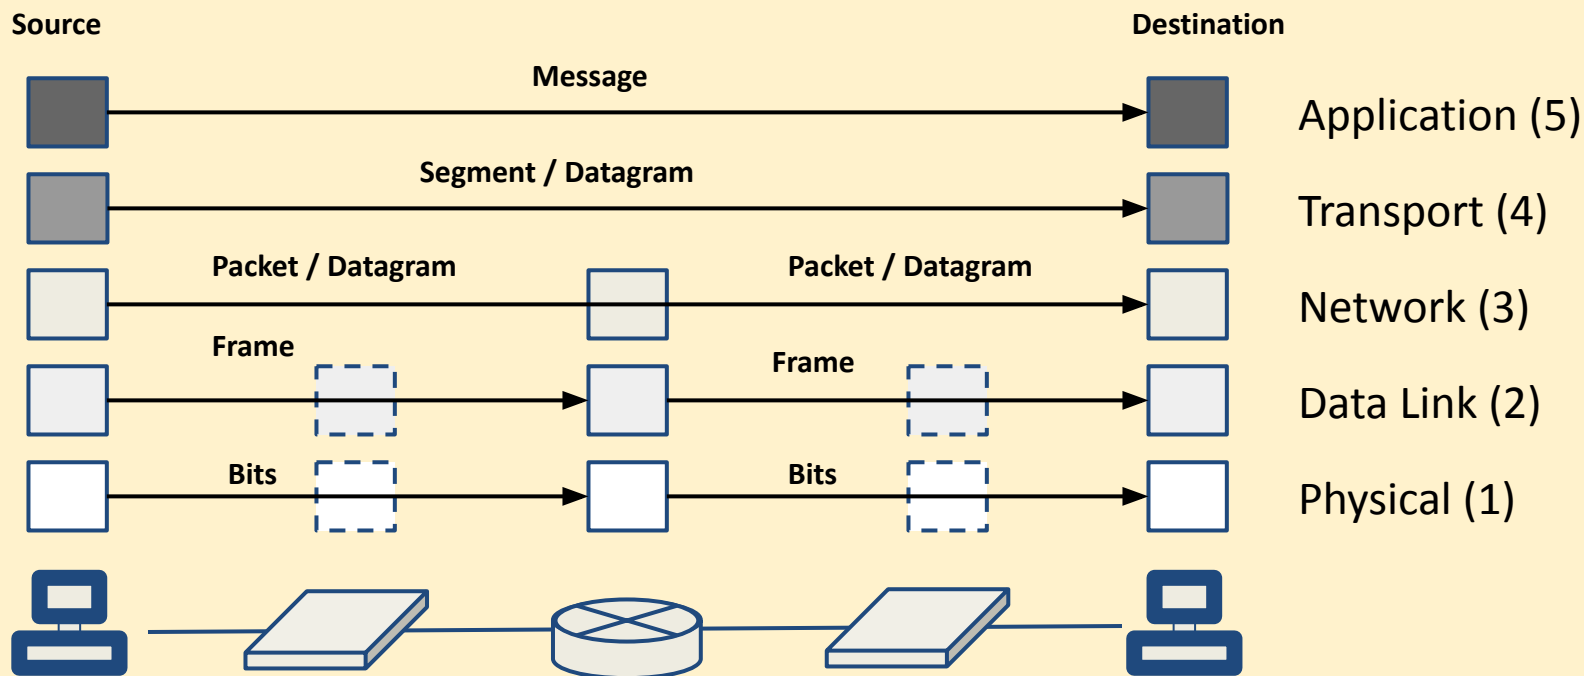 Source
Destination
Message
Application (5)
Segment / Datagram
Transport (4)
Packet / Datagram
Packet / Datagram
Network (3)
Frame
Frame
Data Link (2)
Bits
Bits
Physical (1)